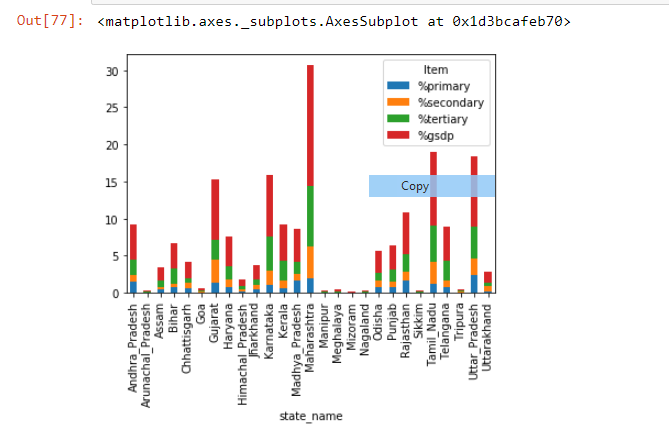 Out[77]: <matplotlib.axes._subplots.AxesSubplot at 0x1d3bcafeb70>
30
25
20
15
10
5
0
Item
%primary
%secondary
%tertiary
%gsdp
Copy
Andhra_Pradesh
Arunachal_Pradesh
Assam
Bihar
Chhattisgarh
Goa
Gujarat
Haryana
Himachal_Pradesh
Jharkhand
Karnataka
Kerala
Madhya_Pradesh
Maharashtra
Manipur
Meghalaya
Mizoram
Nagaland
Odisha
Punjab
Rajasthan
Sikkim
Tamil_Nadu
Telangana
Tripura
Uttar_Pradesh
Uttarakhand
state_name